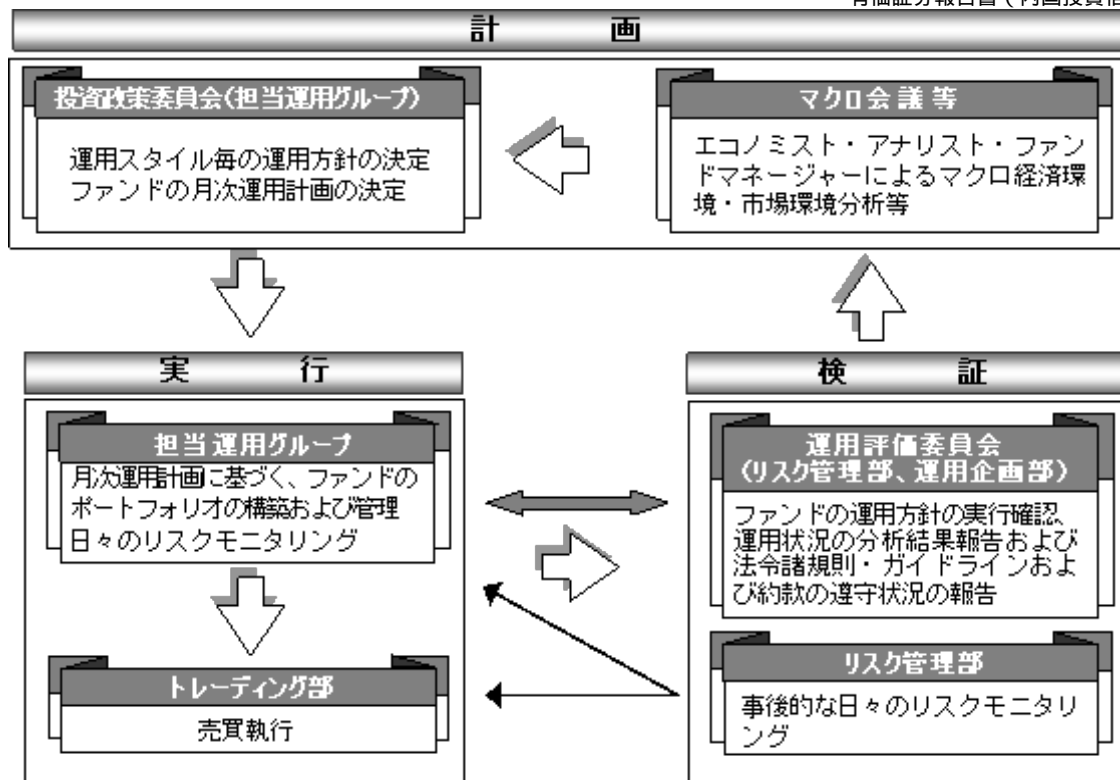 有価証券報告書（内国投資信
計 画
投資政策委員会(担当運用グループ)
運用スタイル毎の運用方針の決定
ファンドの月次運用計画の決定
マクロ会議等
エコノミスト・アナリスト・ファン
ドマネージャーによるマクロ経済環
境・市場環境分析等
実 行
担当運用グループ
月次運用計画に基づく、ファンドの
ポートフォリオの構築および管理
日々のリスクモニタリング
トレーディング部
売買執行
検 証
運用評価委員会
(リスク管理部、運用企画部)
ファンドの運用方針の実行確認、
運用状況の分析結果報告および
法令諸規則・ガイドラインおよ
び約款の遵守状況の報告
リスク管理部
事後的な日々のリスクモニタリ
ング